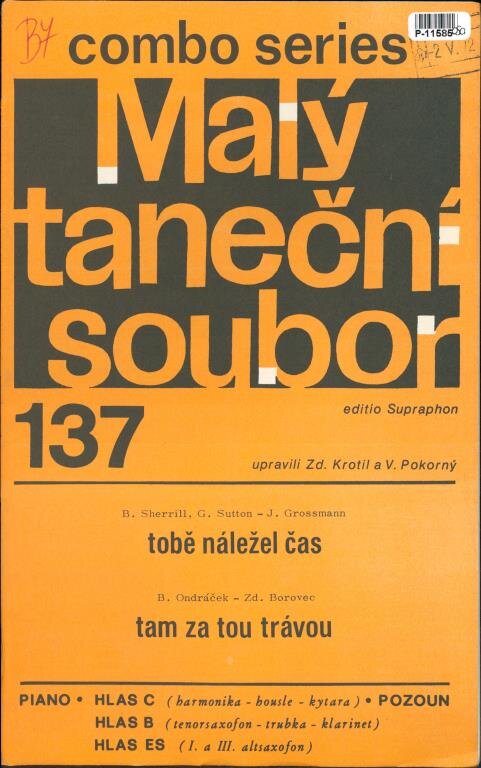 B7
combo series
P-11585
Malý
taneční
soubor
137
editio Supraphon
upravili Zd. Krotil a V. Pokorný
B. Sherrill, G. Sutton – J. Grossmann
tobě náležel čas
B. Ondráček – Zd. Borovec
tam za tou trávou
PIANO • HLAS C (harmonika - housle - kytara) • POZOUN
HLAS B (tenorsaxofon - trubka - klarinet)
HLAS ES (I. a III. altsaxofon)